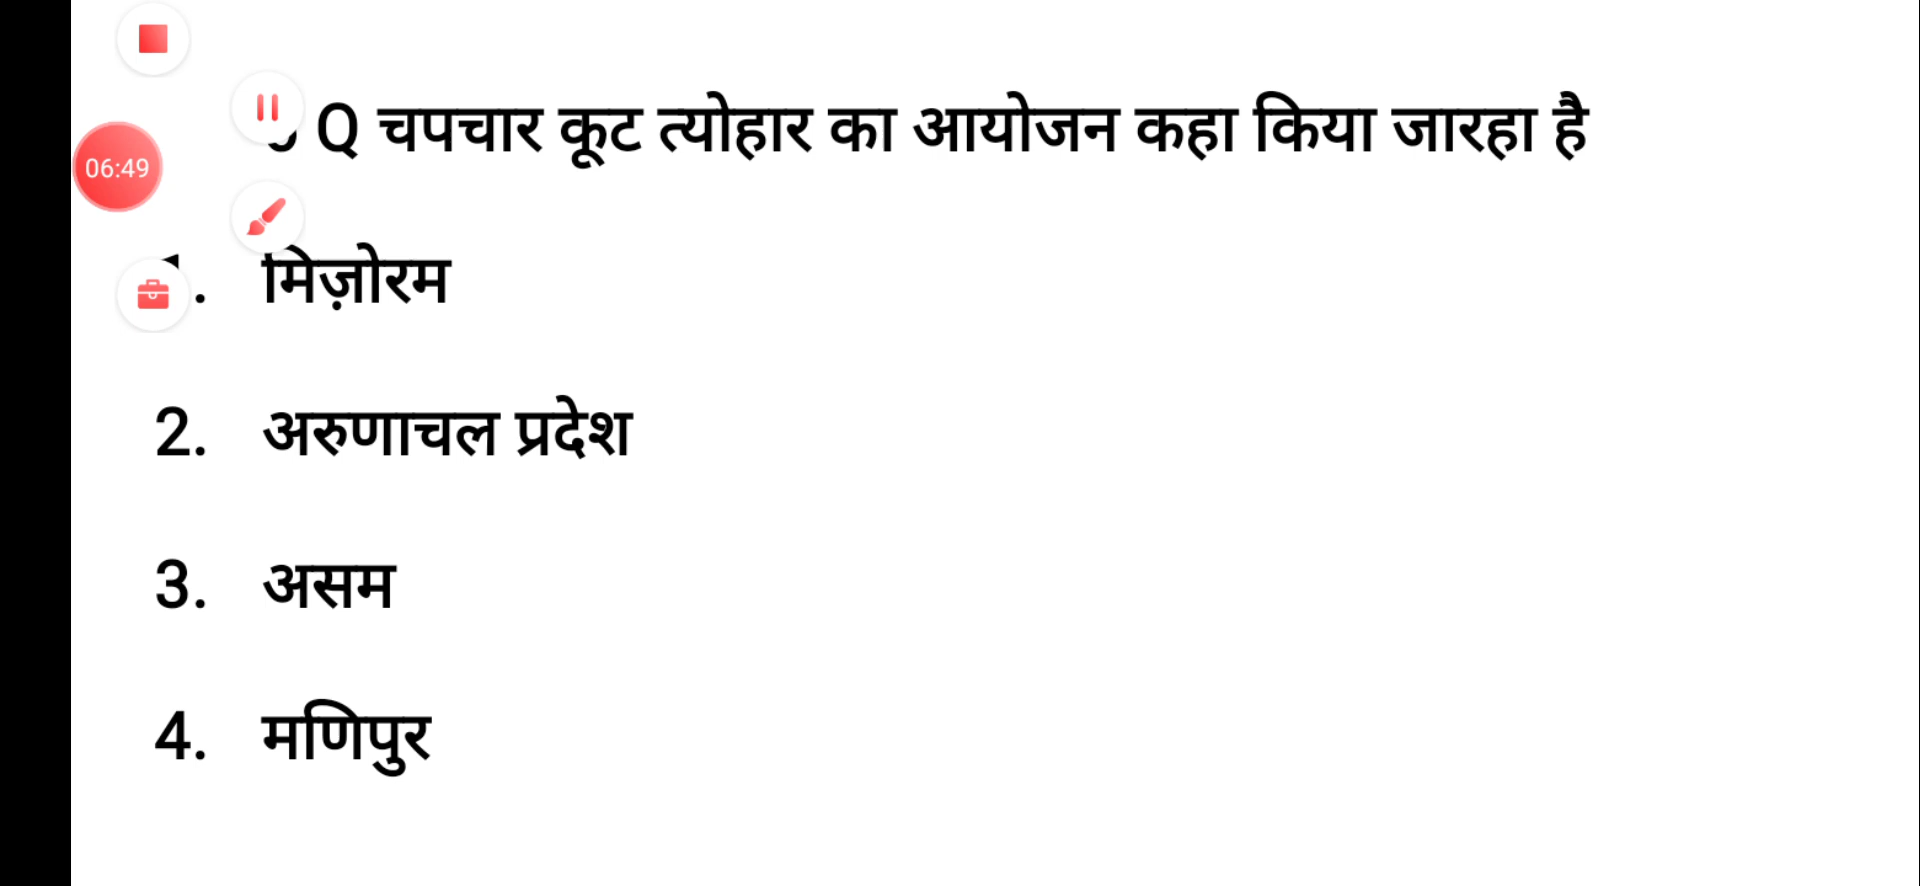 Q चपचार कूट त्योहार का आयोजन कहा किया जारहा है
06:49
. मिज़ोरम
2. अरुणाचल प्रदेश
3. असम
4. मणिपुर